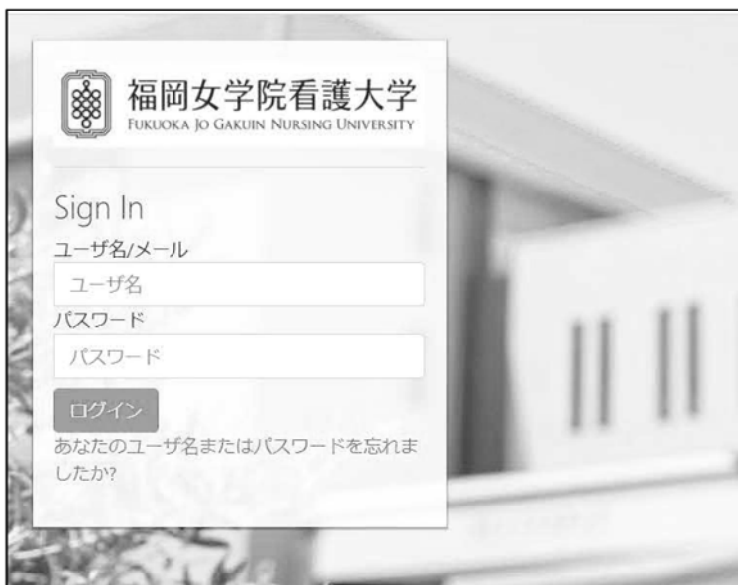 福岡女学院看護大学
FUKUOKA JO GAKUIN NURSING UNIVERSITY
Sign In
ユーザ名/メール
ユーザ名
パスワード
パスワード
ログイン
あなたのユーザ名またはパスワードを忘れま
したか?